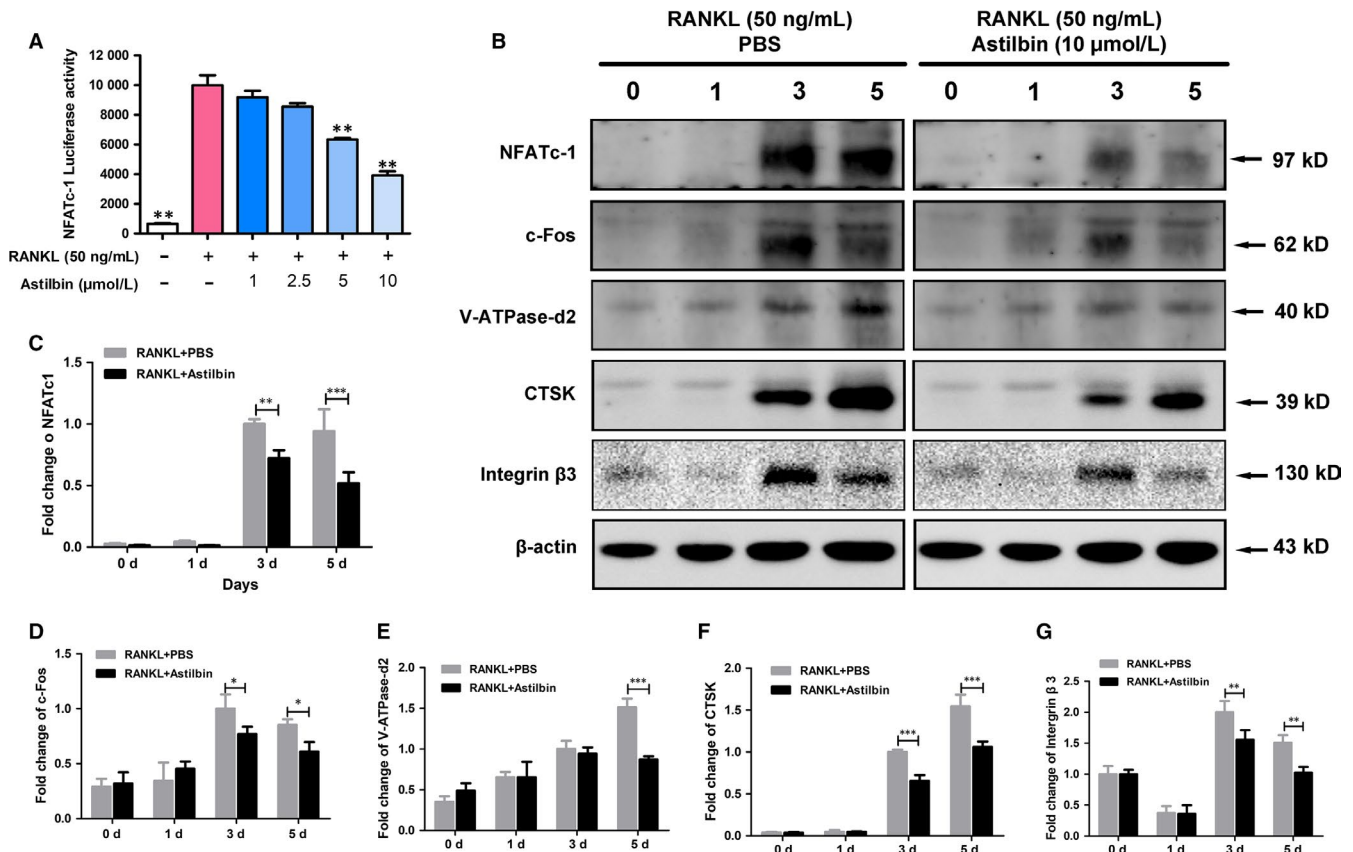 A
NFATc-1 Luciferase activity
10 000
8000
6000
4000
2000
0
**
**
**
RANKL (50 ng/mL) – + + + + +
Astilbin (μmol/L) – – 1 2.5 5 10
B
RANKL (50 ng/mL)
PBS
RANKL (50 ng/mL)
Astilbin (10 μmol/L)
0 1 3 5 0 1 3 5
NFATc-1 97 kD
c-Fos 62 kD
V-ATPase-d2 40 kD
CTSK 39 kD
Integrin β3 130 kD
β-actin 43 kD
C
RANKL+PBS
RANKL+Astilbin
Fold change o NFATc1
1.5
1.0
0.5
0.0
** ***
0 d 1 d 3 d 5 d
Days
D
RANKL+PBS
RANKL+Astilbin
Fold change of c-Fos
1.5
1.0
0.5
0.0
* *
0 d 1 d 3 d 5 d
E
RANKL+PBS
RANKL+Astilbin
Fold change of V-ATPase-d2
2.0
1.5
1.0
0.5
0.0
***
0 d 1 d 3 d 5 d
F
RANKL+PBS
RANKL+Astilbin
Fold change of CTSK
2.0
1.5
1.0
0.5
0.0
*** ***
0 d 1 d 3 d 5 d
G
RANKL+PBS
RANKL+Astilbin
Fold change of Intergrin β 3
2.5
2.0
1.5
1.0
0.5
0.0
** **
0 d 1 d 3 d 5 d